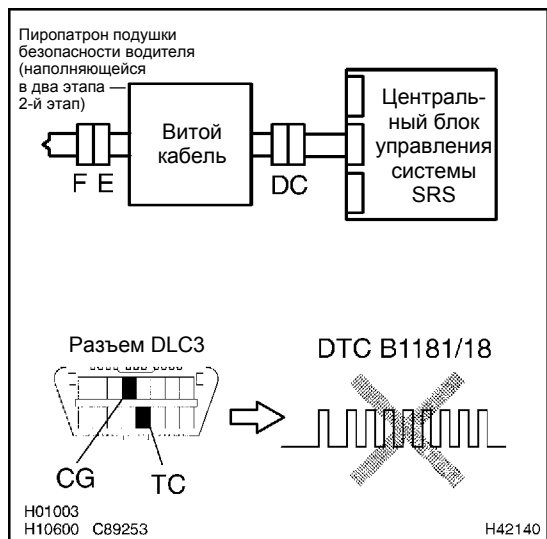 Пиропатрон подушки
безопасности водителя
(наполняющейся
в два этапа —
2-й этап)
Витой
кабель
Централь-
ный блок
управления
системы
SRS
F E
D C
Разъем DLC3
DTC B1181/18
CG
TC
H01003
H10600 C89253
H42140